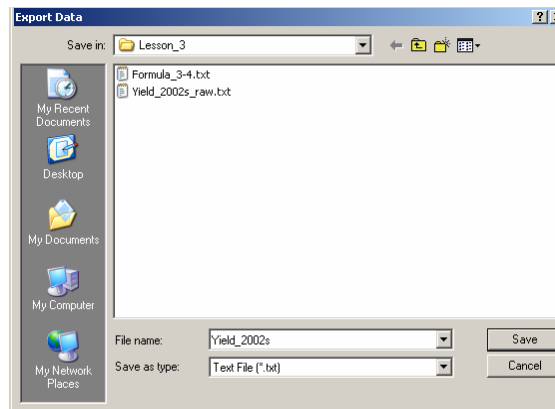 Export Data
Save in:
Lesson_3
Formula_3-4.txt
Yield_2002s_raw.txt
My Recent
Documents
Desktop
My Documents
My Computer
My Network
Places
File name:
Yield_2002s
Save
Save as type:
Text File (*.txt)
Cancel